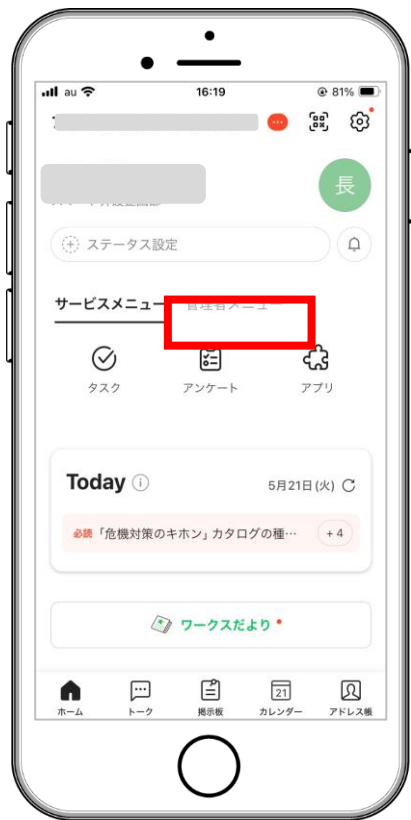 au 16:19 81%
長
ステータス設定
サービスメニュー 管理者メニュー
タスク アンケート アプリ
Today 5月21日(火)
必読「危機対策のキホン」カタログの種… +4
ワークスだより
21
ホーム トーク 掲示板 カレンダー アドレス帳